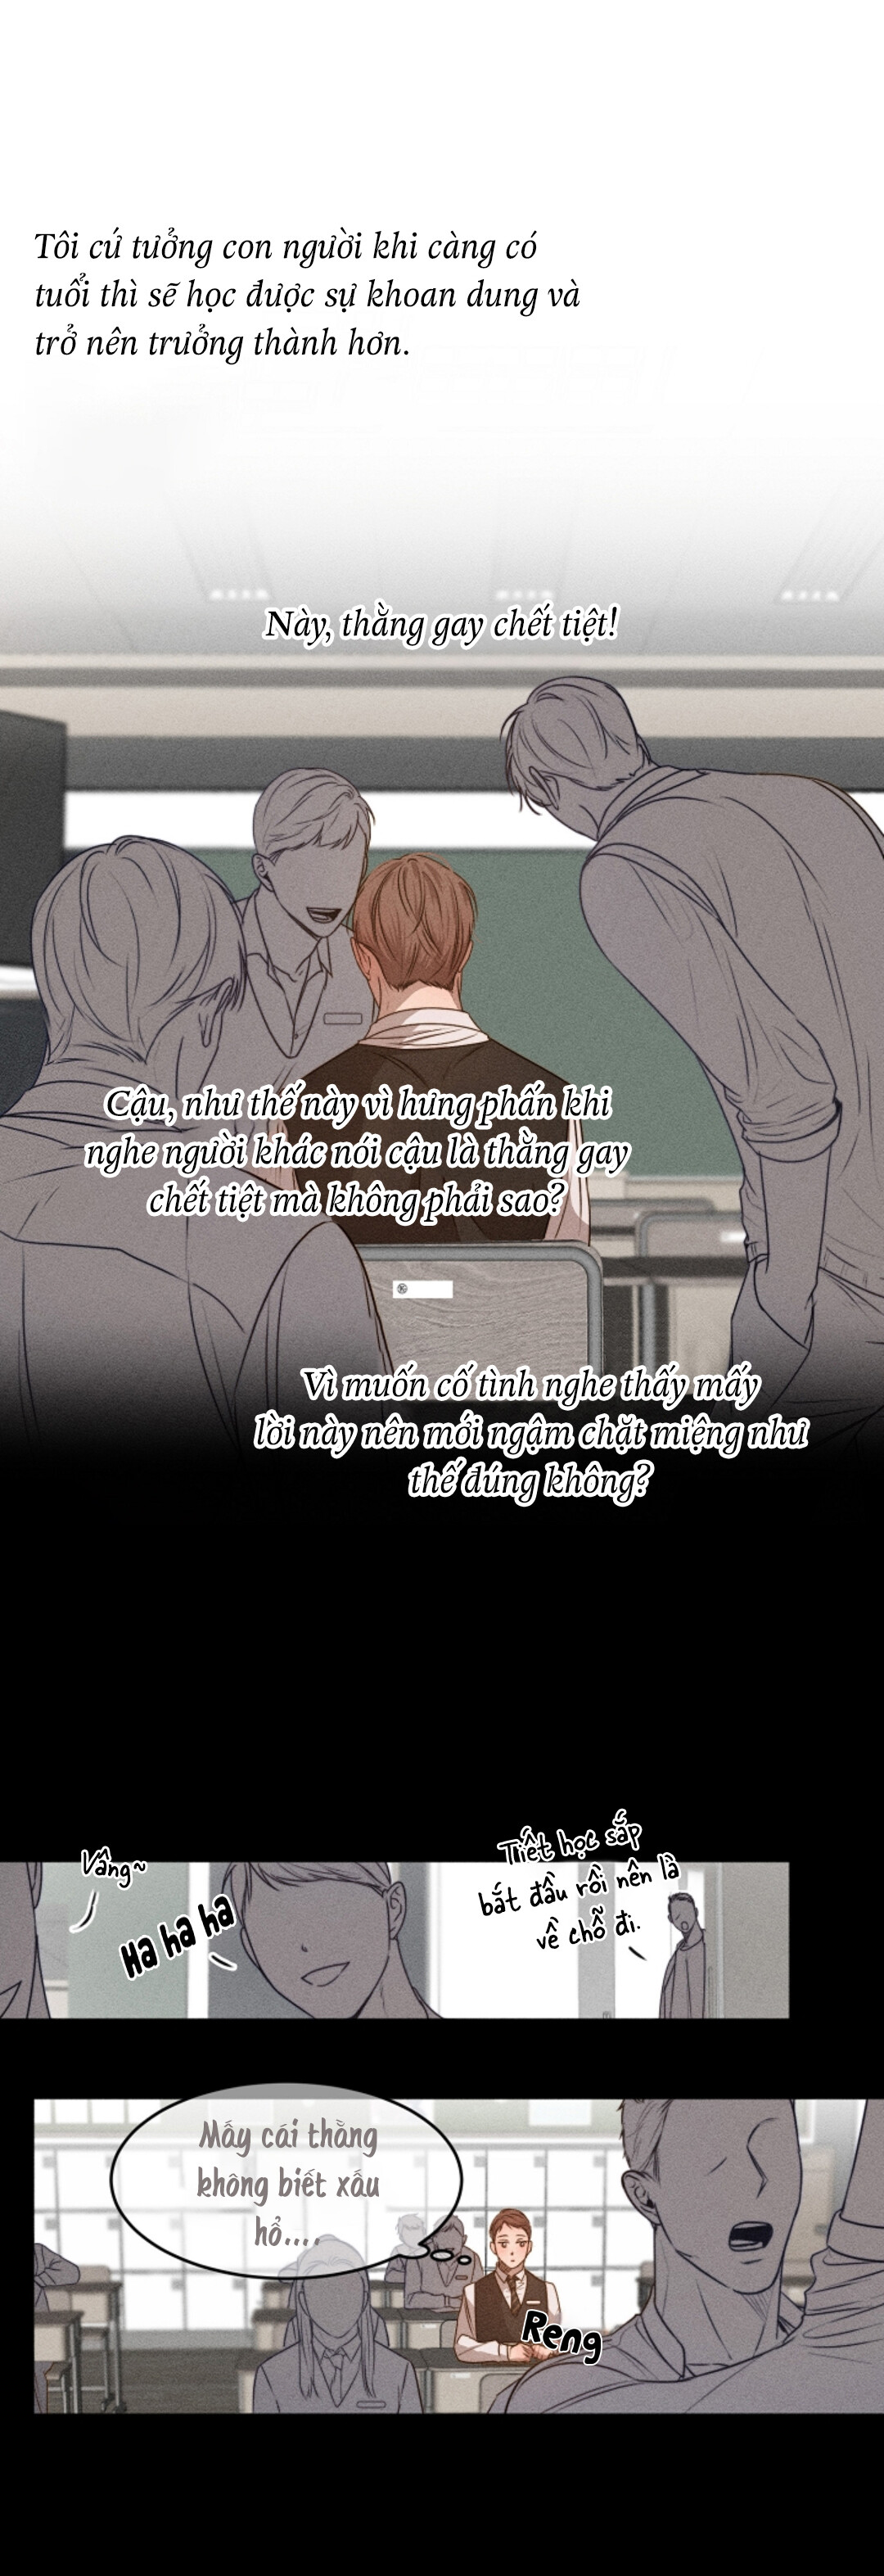 Tôi cứ tưởng con người khi càng có
tuổi thì sẽ học được sự khoan dung và
trở nên trưởng thành hơn.
Này, thằng gay chết tiệt!
Cậu, như thế này vì hưng phấn khi
nghe người khác nói cậu là thằng gay
chết tiệt mà không phải sao?
Vì muốn cố tình nghe thấy mấy
lời này nên mới ngậm chặt miệng như
thế đúng không?
Vâng~
Ha ha ha
Tiết học sắp
bắt đầu rồi nên là
về chỗ đi.
Mấy cái thằng
không biết xấu
hổ....
Reng